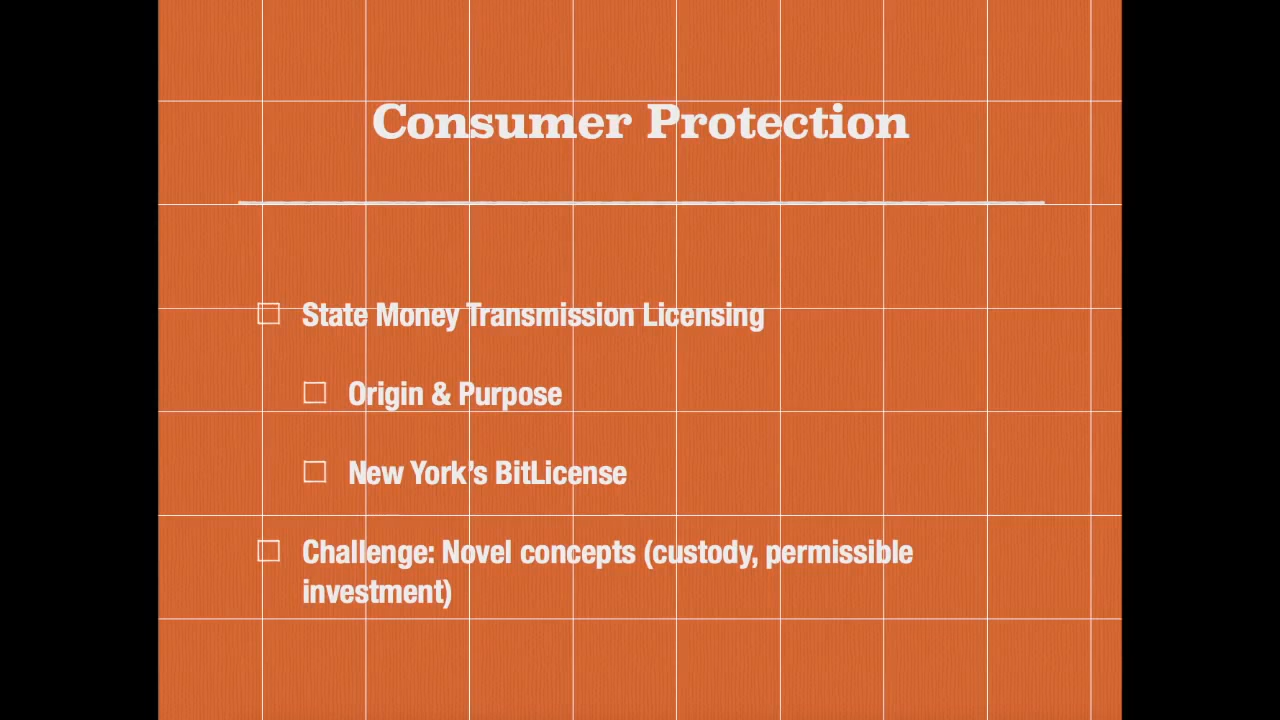 Consumer Protection
State Money Transmission Licensing
Origin & Purpose
New York's BitLicense
Challenge: Novel concepts (custody, permissible
investment)